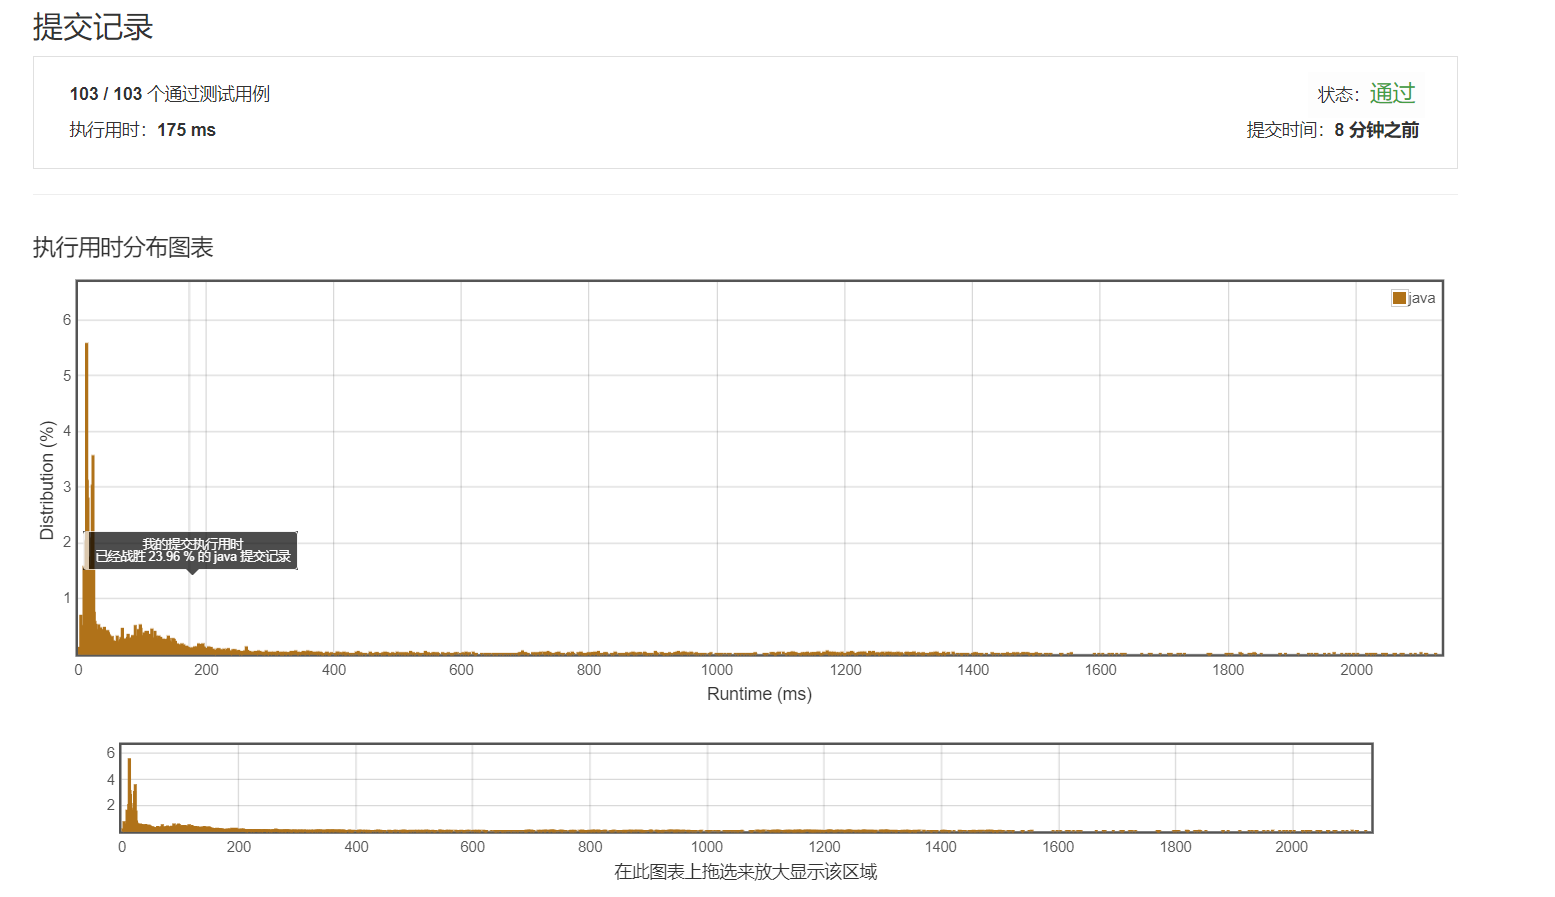 提交记录
103 / 103 个通过测试用例
状态：通过
执行用时：175 ms
提交时间：8 分钟之前
执行用时分布图表
java
Distribution (%)
6
5
4
3
2
1
我的提交执行用时
已经战胜 23.96 % 的 java 提交记录
0 200 400 600 800 1000 1200 1400 1600 1800 2000
Runtime (ms)
6
4
2
0 200 400 600 800 1000 1200 1400 1600 1800 2000
在此图表上拖选来放大显示该区域